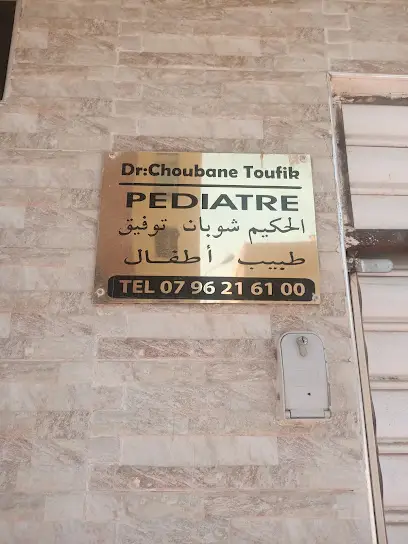 Dr:Choubane Toufik
PEDIATRE
الحكيم شوبان توفيق
طبيب أطفال
TEL 07 96 21 61 00